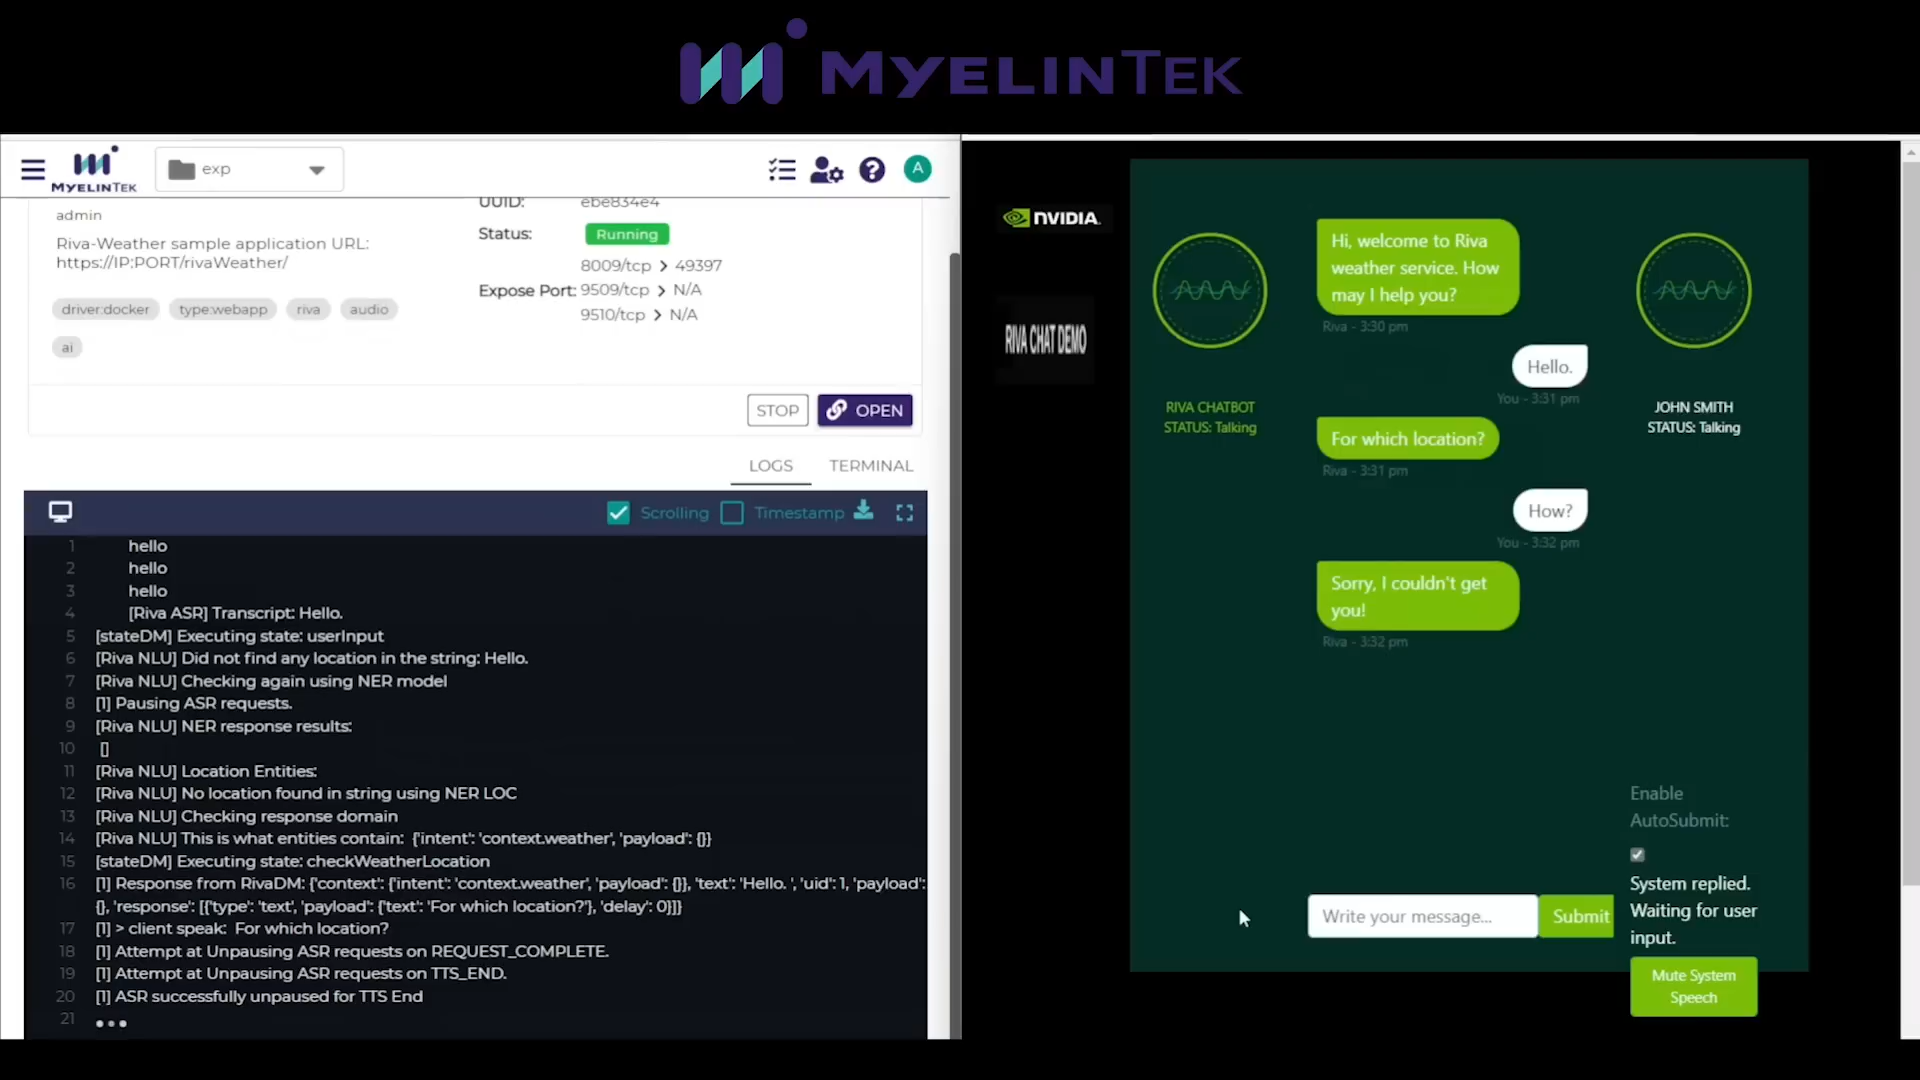 MYELINTEK
MYELINTEK
exp
A
admin
Riva-Weather sample application URL:
https://IP:PORT/rivaWeather/
driver:docker
type:webapp
riva
audio
ai
UUID: ebe834e4
Status: Running
Expose Port:
8009/tcp > 49397
9509/tcp > N/A
9510/tcp > N/A
STOP
OPEN
LOGS
TERMINAL
Scrolling
Timestamp
1 hello
2 hello
3 hello
4 [Riva ASR] Transcript: Hello.
5 [stateDM] Executing state: userInput
6 [Riva NLU] Did not find any location in the string: Hello.
7 [Riva NLU] Checking again using NER model
8 [1] Pausing ASR requests.
9 [Riva NLU] NER response results:
10 []
11 [Riva NLU] Location Entities:
12 [Riva NLU] No location found in string using NER LOC
13 [Riva NLU] Checking response domain
14 [Riva NLU] This is what entities contain: {'intent': 'context.weather', 'payload': {}}
15 [stateDM] Executing state: checkWeatherLocation
16 [1] Response from RivaDM: {'context': {'intent': 'context.weather', 'payload': {}}, 'text': 'Hello. ', 'uid': 1, 'payload':
{}, 'response': [{'type': 'text', 'payload': {'text': 'For which location?'}, 'delay': 0}]}
17 [1] > client speak: For which location?
18 [1] Attempt at Unpausing ASR requests on REQUEST_COMPLETE.
19 [1] Attempt at Unpausing ASR requests on TTS_END.
20 [1] ASR successfully unpaused for TTS End
21
NVIDIA.
RIVA CHAT DEMO
RIVA CHATBOT
STATUS: Talking
Hi, welcome to Riva
weather service. How
may I help you?
Riva - 3:30 pm
Hello.
You - 3:31 pm
For which location?
Riva - 3:31 pm
How?
You - 3:32 pm
Sorry, I couldn't get
you!
Riva - 3:32 pm
JOHN SMITH
STATUS: Talking
Write your message...
Submit
Enable
AutoSubmit:
System replied.
Waiting for user
input.
Mute System
Speech